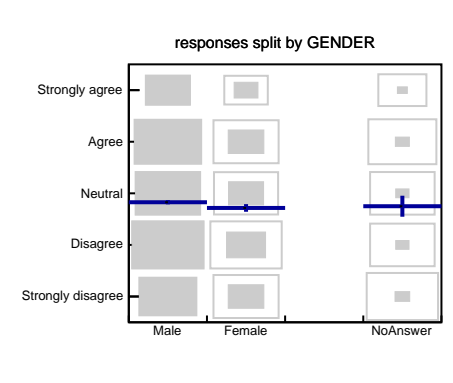 responses split by GENDER
Strongly agree
Agree
Neutral
Disagree
Strongly disagree
Male Female NoAnswer